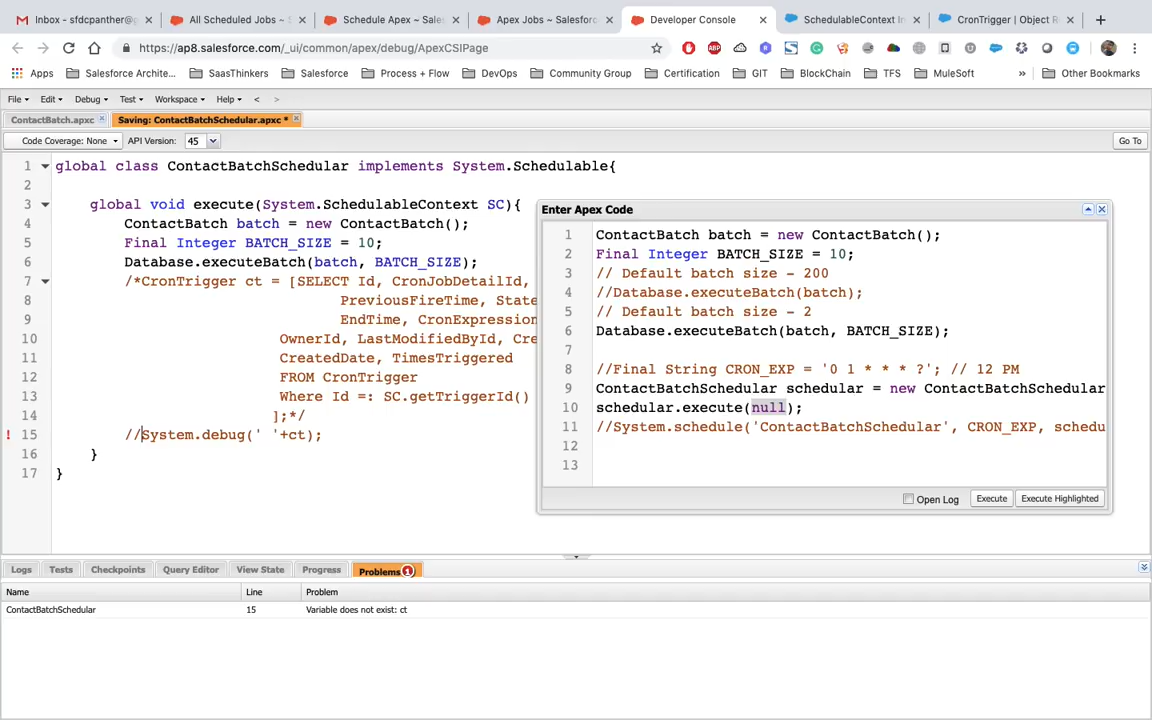 Inbox - sfdcpanther@g
All Scheduled Jobs ~ S
Schedule Apex ~ Sales
Apex Jobs ~ Salesforc
Developer Console
SchedulableContext In
CronTrigger | Object R
https://ap8.salesforce.com/_ui/common/apex/debug/ApexCSIPage
Apps
Salesforce Archite...
SaasThinkers
Salesforce
Process + Flow
DevOps
Community Group
Certification
GIT
BlockChain
TFS
MuleSoft
»
Other Bookmarks
File
Edit
Debug
Test
Workspace
Help
<
>
ContactBatch.apxc
Saving: ContactBatchSchedular.apxc *
Code Coverage: None
API Version:
45
Go To
1 global class ContactBatchSchedular implements System.Schedulable{
2
3 global void execute(System.SchedulableContext SC){
4 ContactBatch batch = new ContactBatch();
5 Final Integer BATCH_SIZE = 10;
6 Database.executeBatch(batch, BATCH_SIZE);
7 /*CronTrigger ct = [SELECT Id, CronJobDetailId,
8 PreviousFireTime, State
9 EndTime, CronExpression
10 OwnerId, LastModifiedById, Cre
11 CreatedDate, TimesTriggered
12 FROM CronTrigger
13 Where Id =: SC.getTriggerId()
14 ];*/
15 //System.debug(' '+ct);
16 }
17 }
Enter Apex Code
1 ContactBatch batch = new ContactBatch();
2 Final Integer BATCH_SIZE = 10;
3 // Default batch size - 200
4 //Database.executeBatch(batch);
5 // Default batch size - 2
6 Database.executeBatch(batch, BATCH_SIZE);
7
8 //Final String CRON_EXP = '0 1 * * * ?'; // 12 PM
9 ContactBatchSchedular schedular = new ContactBatchSchedular
10 schedular.execute(null);
11 //System.schedule('ContactBatchSchedular', CRON_EXP, schedu
12
13
Open Log
Execute
Execute Highlighted
Logs
Tests
Checkpoints
Query Editor
View State
Progress
Problems 1
Name
Line
Problem
ContactBatchSchedular
15
Variable does not exist: ct